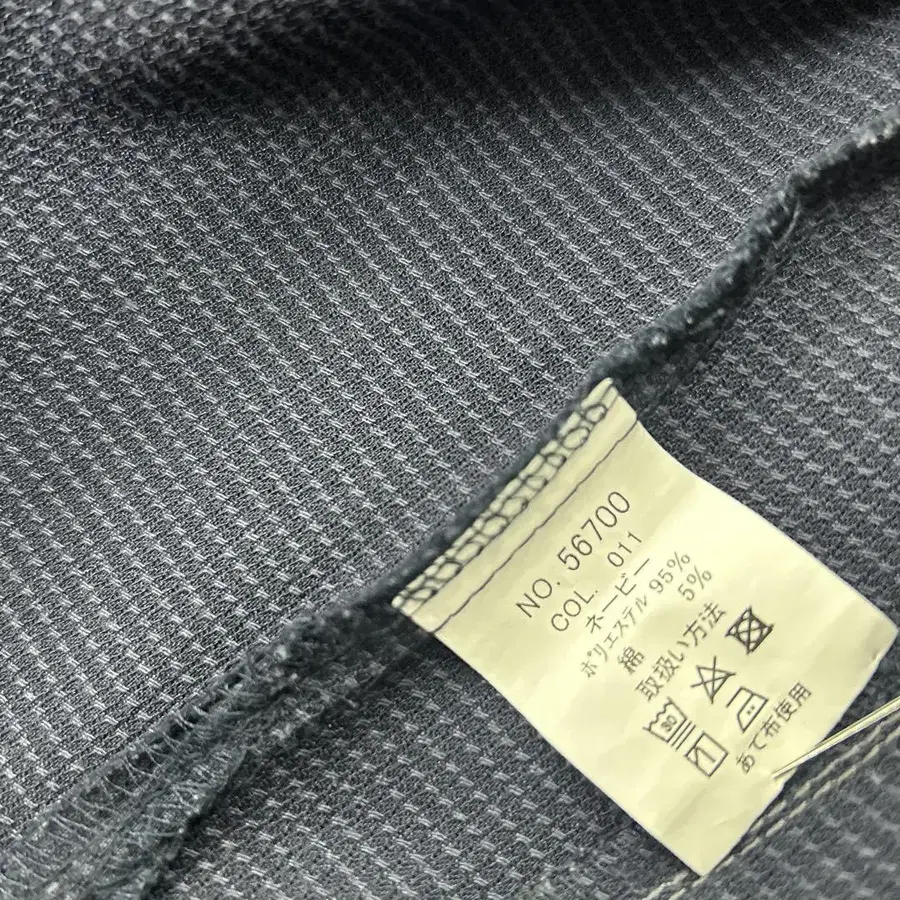 NO. 56700
COL. 011
ネービー
ポリエステル 95%
綿 5%
取扱い方法
30
あて布使用